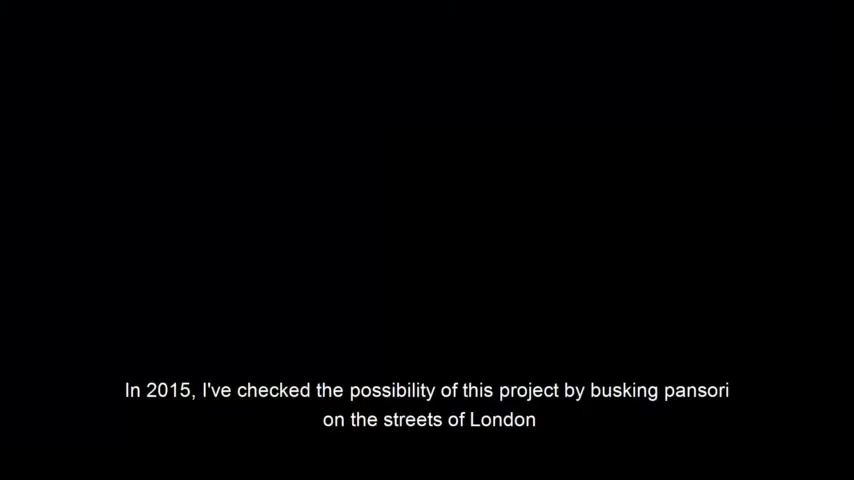 In 2015, I've checked the possibility of this project by busking pansori
on the streets of London